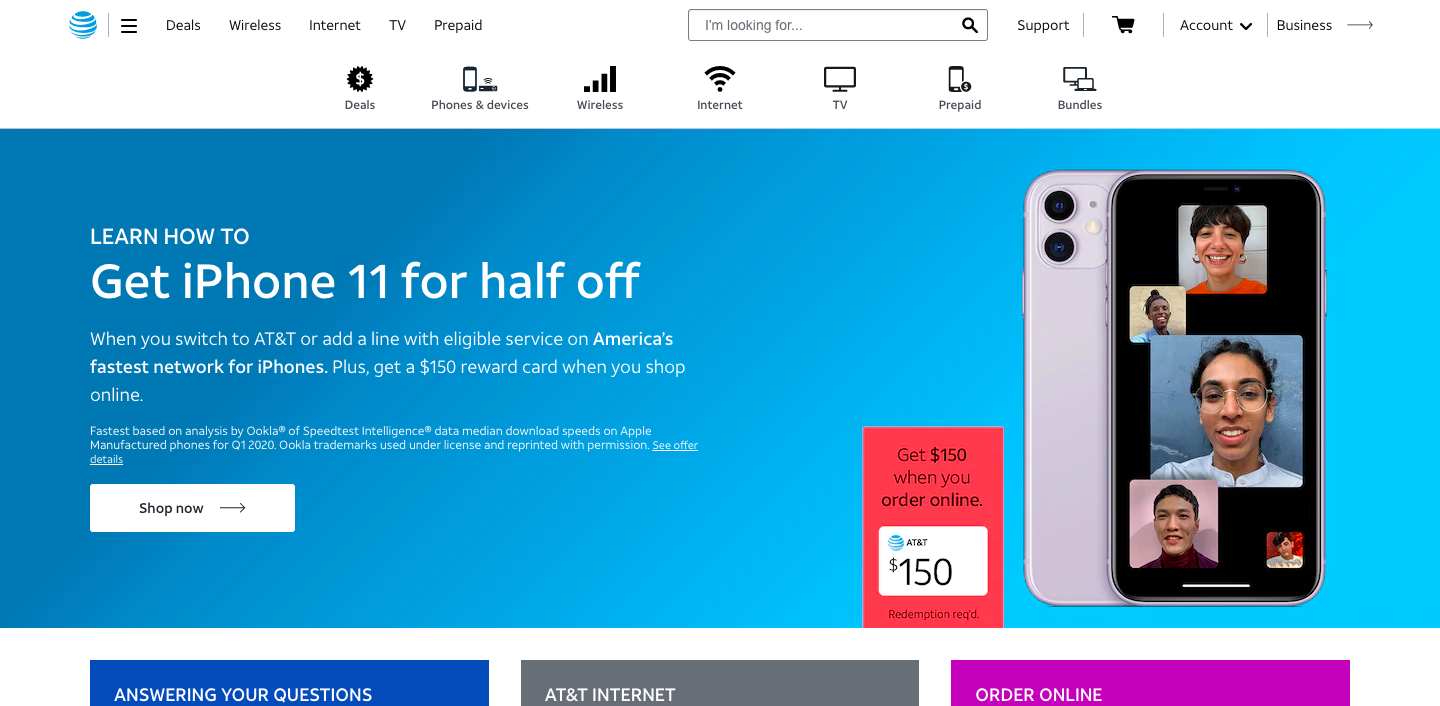 Deals Wireless Internet TV Prepaid I'm looking for... Support Account Business
Deals Phones & devices Wireless Internet TV Prepaid Bundles
LEARN HOW TO
Get iPhone 11 for half off
When you switch to AT&T or add a line with eligible service on America's
fastest network for iPhones. Plus, get a $150 reward card when you shop
online.
Fastest based on analysis by Ookla® of Speedtest Intelligence® data median download speeds on Apple
Manufactured phones for Q1 2020. Ookla trademarks used under license and reprinted with permission. See offer
details
Shop now
Get $150
when you
order online.
AT&T
$150
Redemption req'd.
ANSWERING YOUR QUESTIONS
AT&T INTERNET
ORDER ONLINE